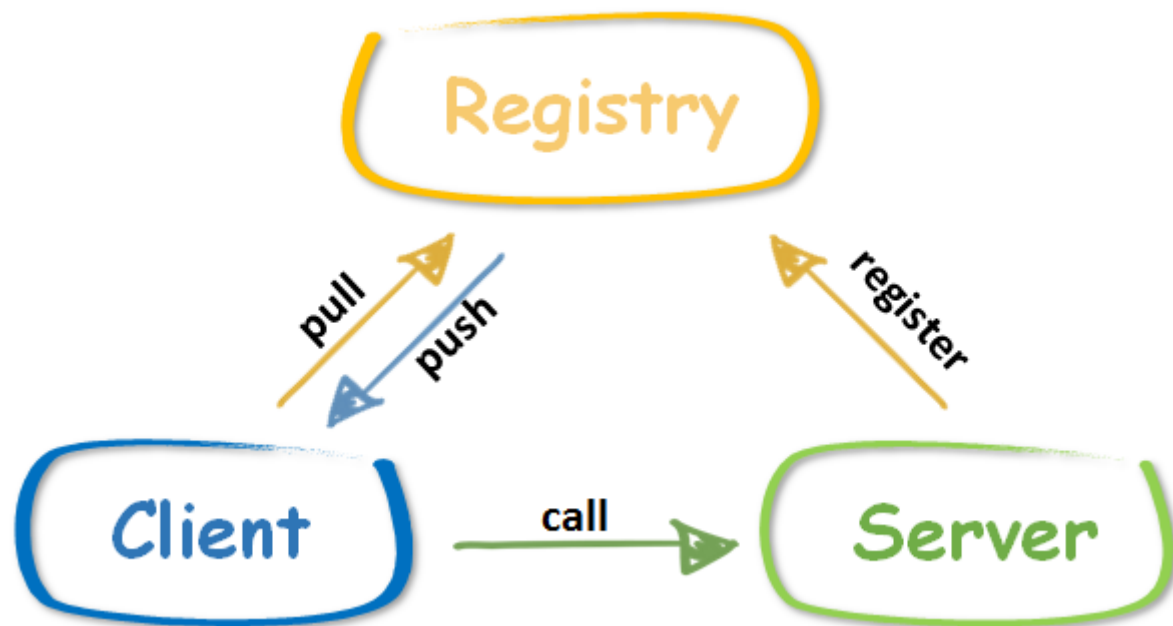 Registry
pull
push
register
Client
call
Server